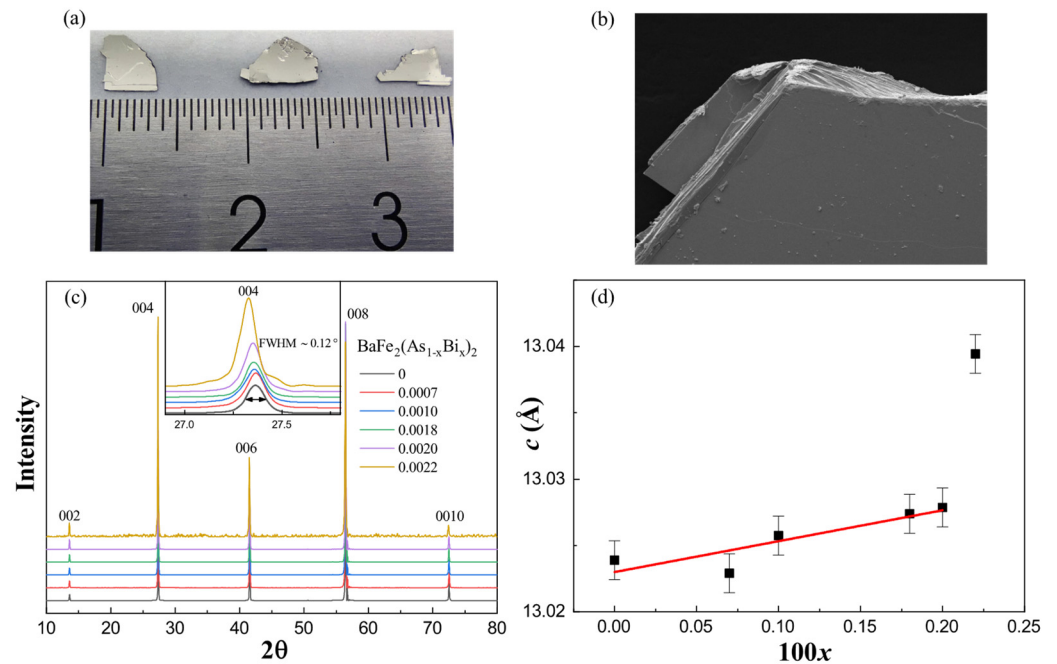 (a)
1 2 3
(b)
(c)
004
004
FWHM ~ 0.12°
27.0 27.5
008
BaFe₂(As₁₋ₓBiₓ)₂
0
0.0007
0.0010
0.0018
0.0020
0.0022
006
002
0010
Intensity
10 20 30 40 50 60 70 80
2θ
(d)
13.04
13.03
13.02
c (Å)
0.00 0.05 0.10 0.15 0.20 0.25
100x